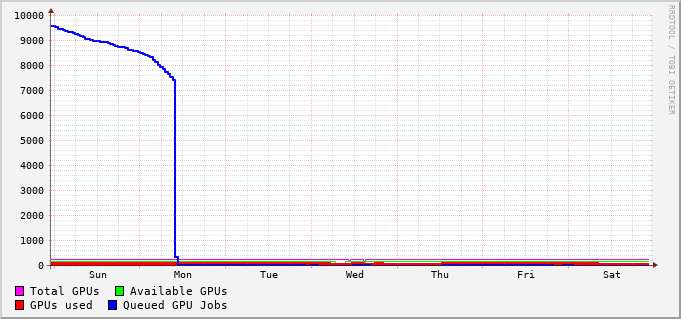 10000
9000
8000
7000
6000
5000
4000
3000
2000
1000
0
Sun Mon Tue Wed Thu Fri Sat
Total GPUs Available GPUs
GPUs used Queued GPU Jobs
RRDTOOL / TOBI OETIKER